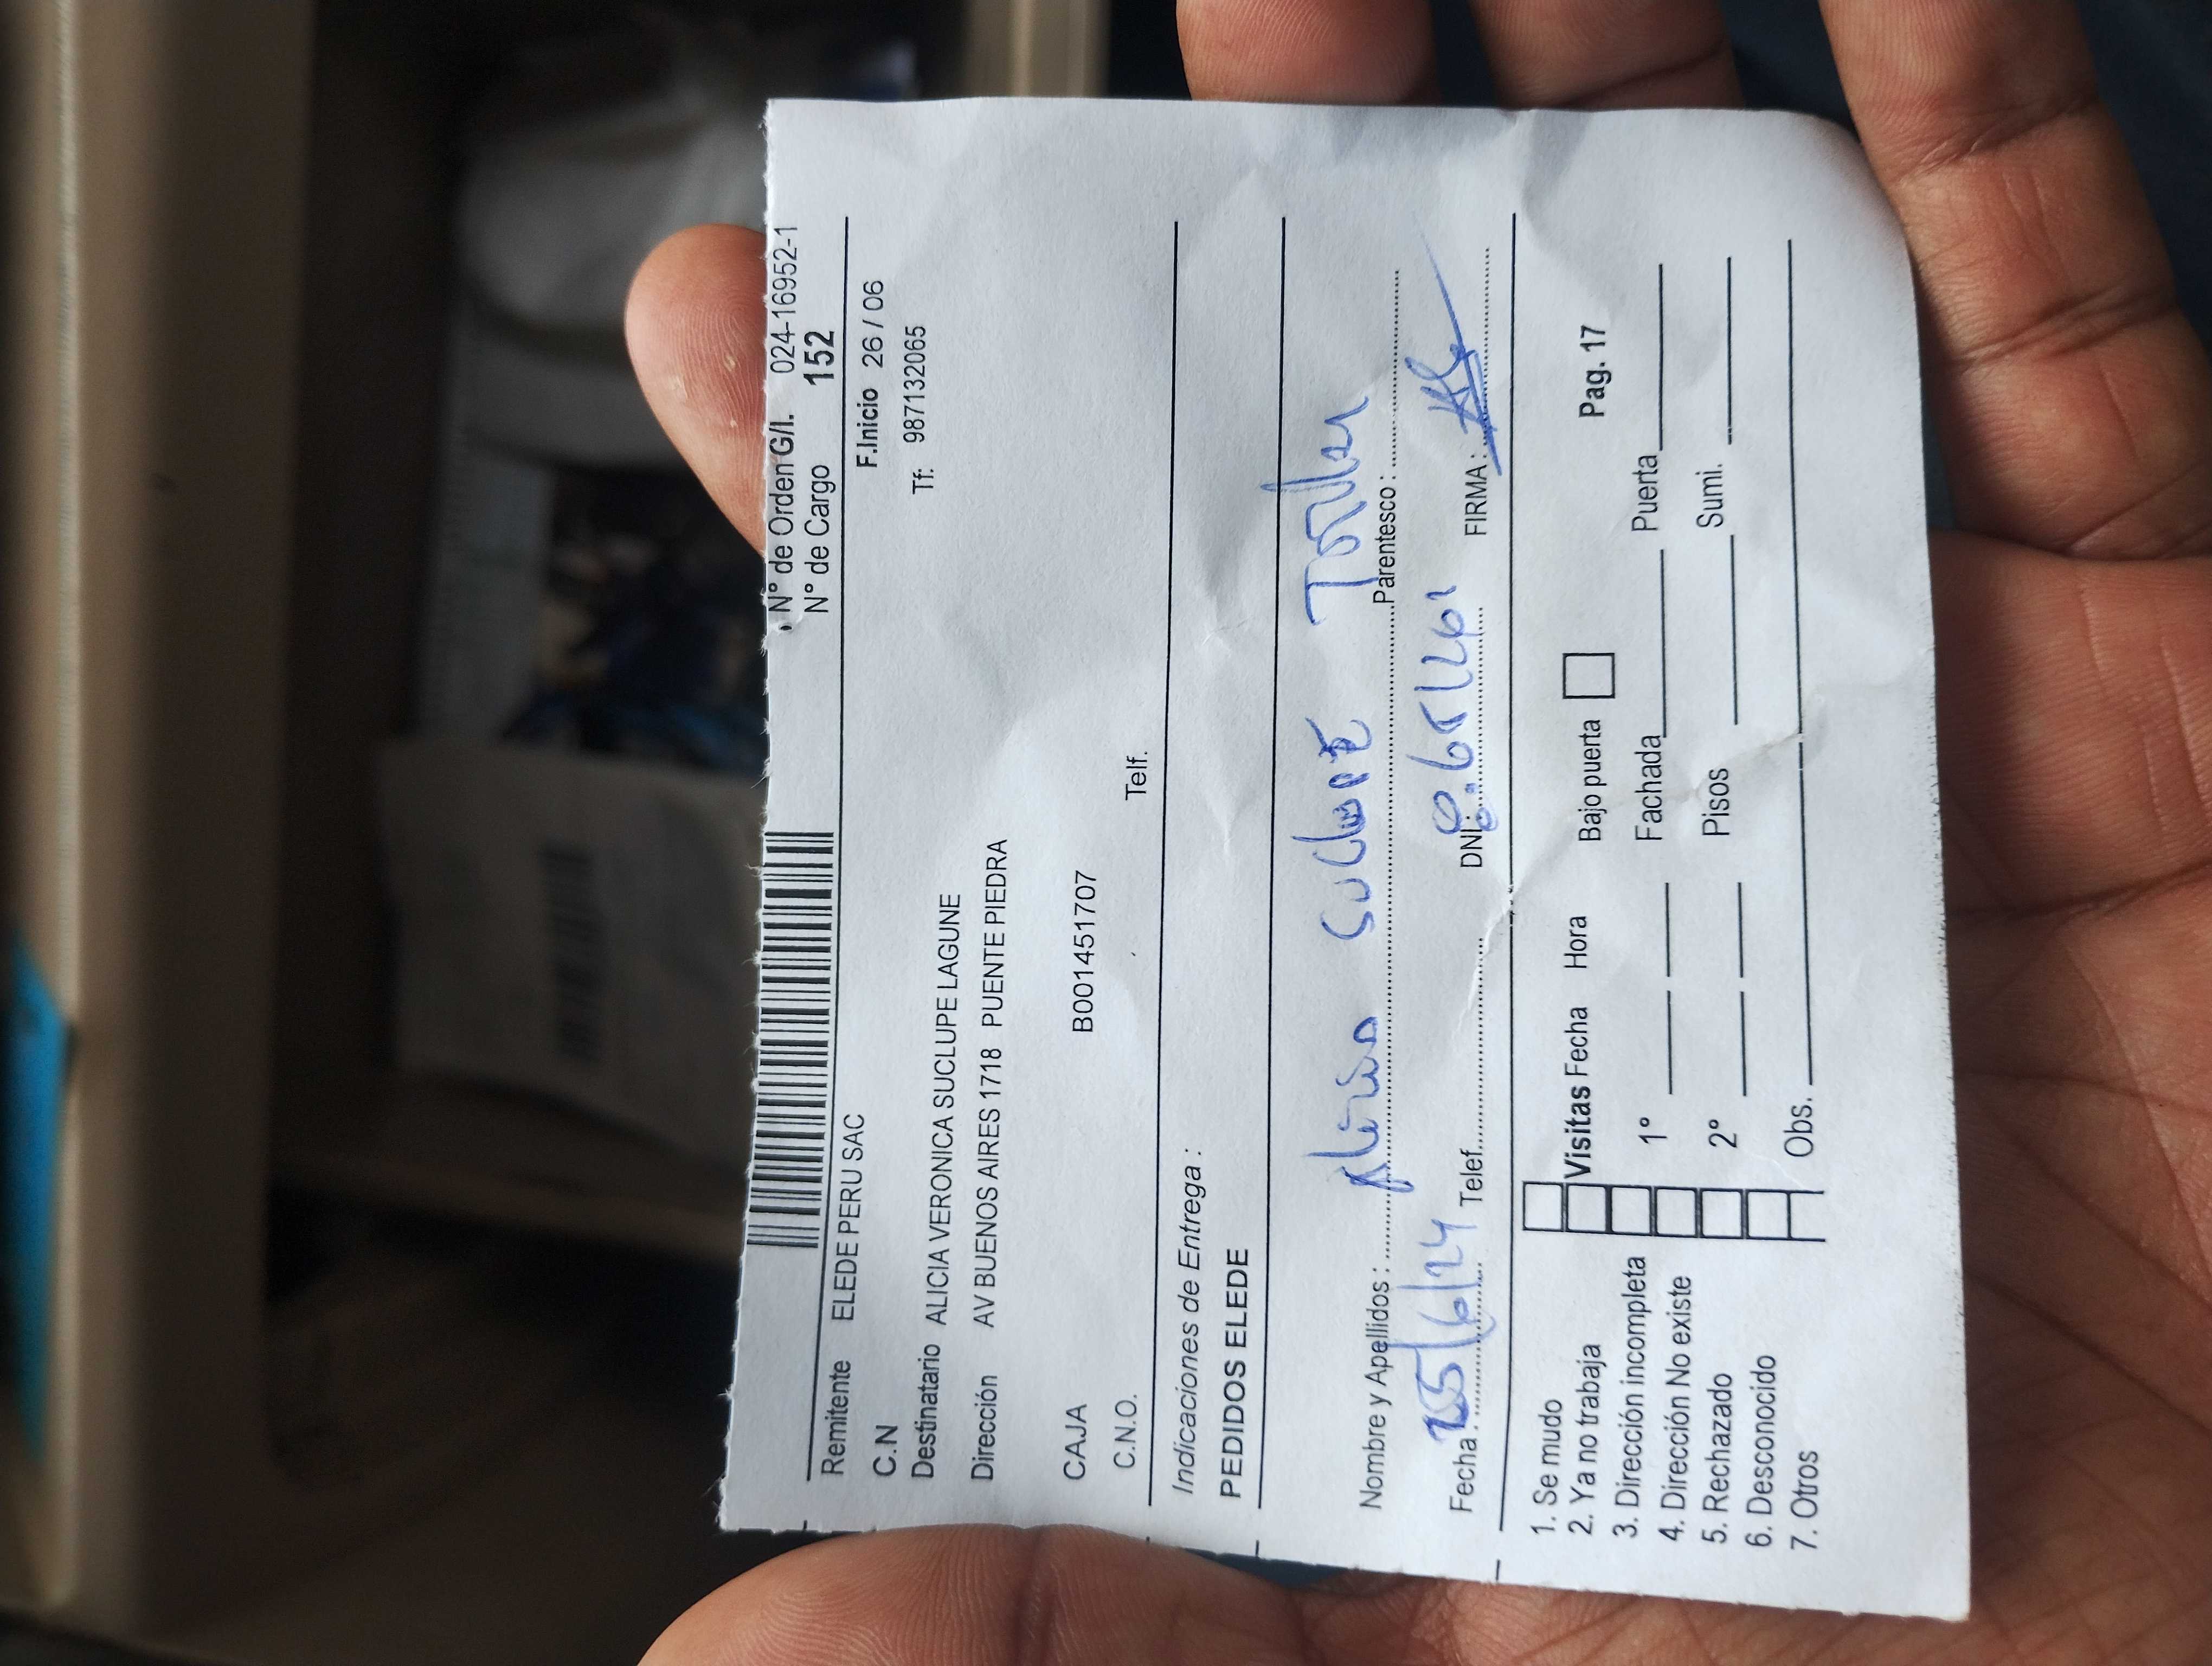 N° de Orden G/I. 024-16952-1
N° de Cargo 152
Remitente ELEDE PERU SAC F.Inicio 26 / 06
C.N Tf: 987132065
Destinatario ALICIA VERONICA SUCLUPE LAGUNE
Dirección AV BUENOS AIRES 1718 PUENTE PIEDRA
CAJA B001451707
C.N.O. Telf.
Indicaciones de Entrega :
PEDIDOS ELEDE
Nombre y Apellidos : SUCLUPE Parentesco :
Fecha : 25/6/24 Telef. DNI: FIRMA :
1. Se mudo
2. Ya no trabaja Visitas Fecha Hora Bajo puerta Pag. 17
3. Dirección incompleta 1° Fachada Puerta
4. Dirección No existe
5. Rechazado 2° Pisos Sumi.
6. Desconocido
7. Otros Obs.